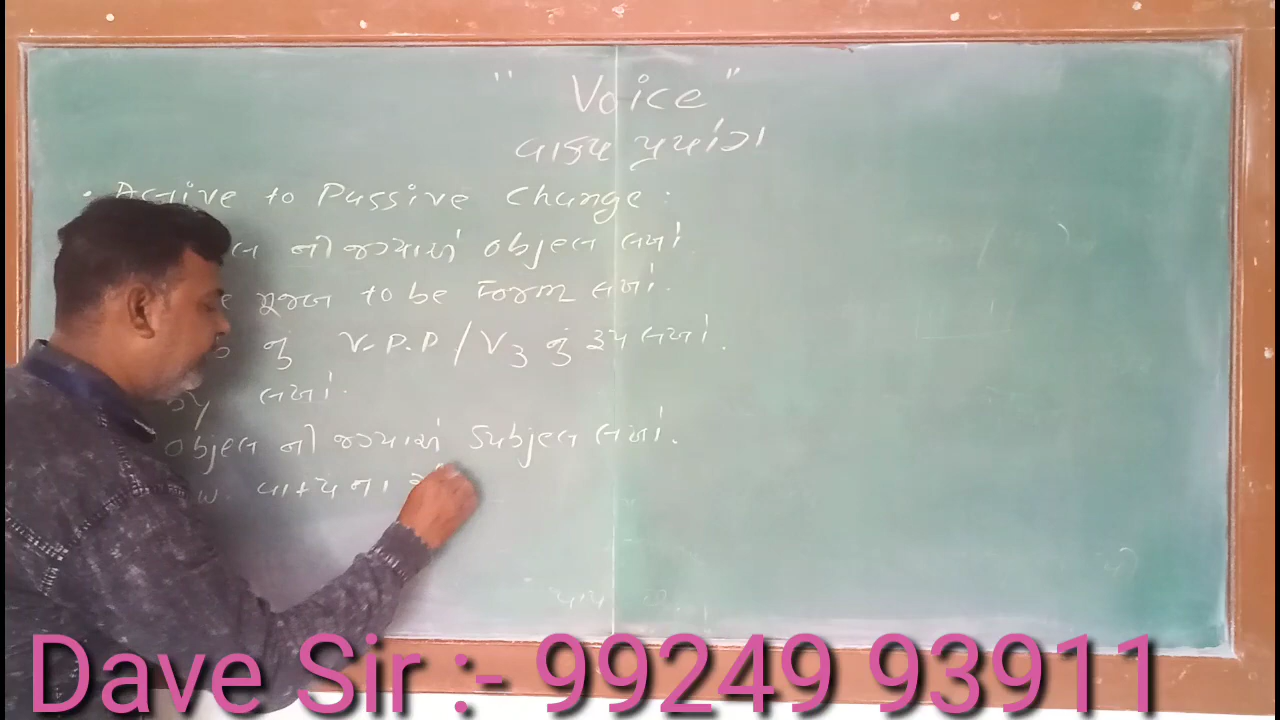 " Voice "
વાક્ય પ્રયોગ
• Active to Passive Change :
ની જગ્યાએ object લખો.
મુજબ to be Form લખો.
નું V.P.P / V3 નું રૂપ લખો.
by લખો.
object ની જગ્યાએ Subject લખો.
વાક્ય ના
Dave Sir :- 99249 93911